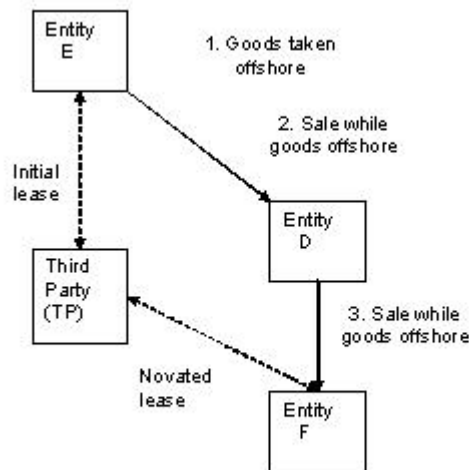 Entity
E
1. Goods taken
offshore
2. Sale while
goods offshore
Initial
lease
Entity
D
Third
Party
(TP)
3. Sale while
goods offshore
Novated
lease
Entity
F